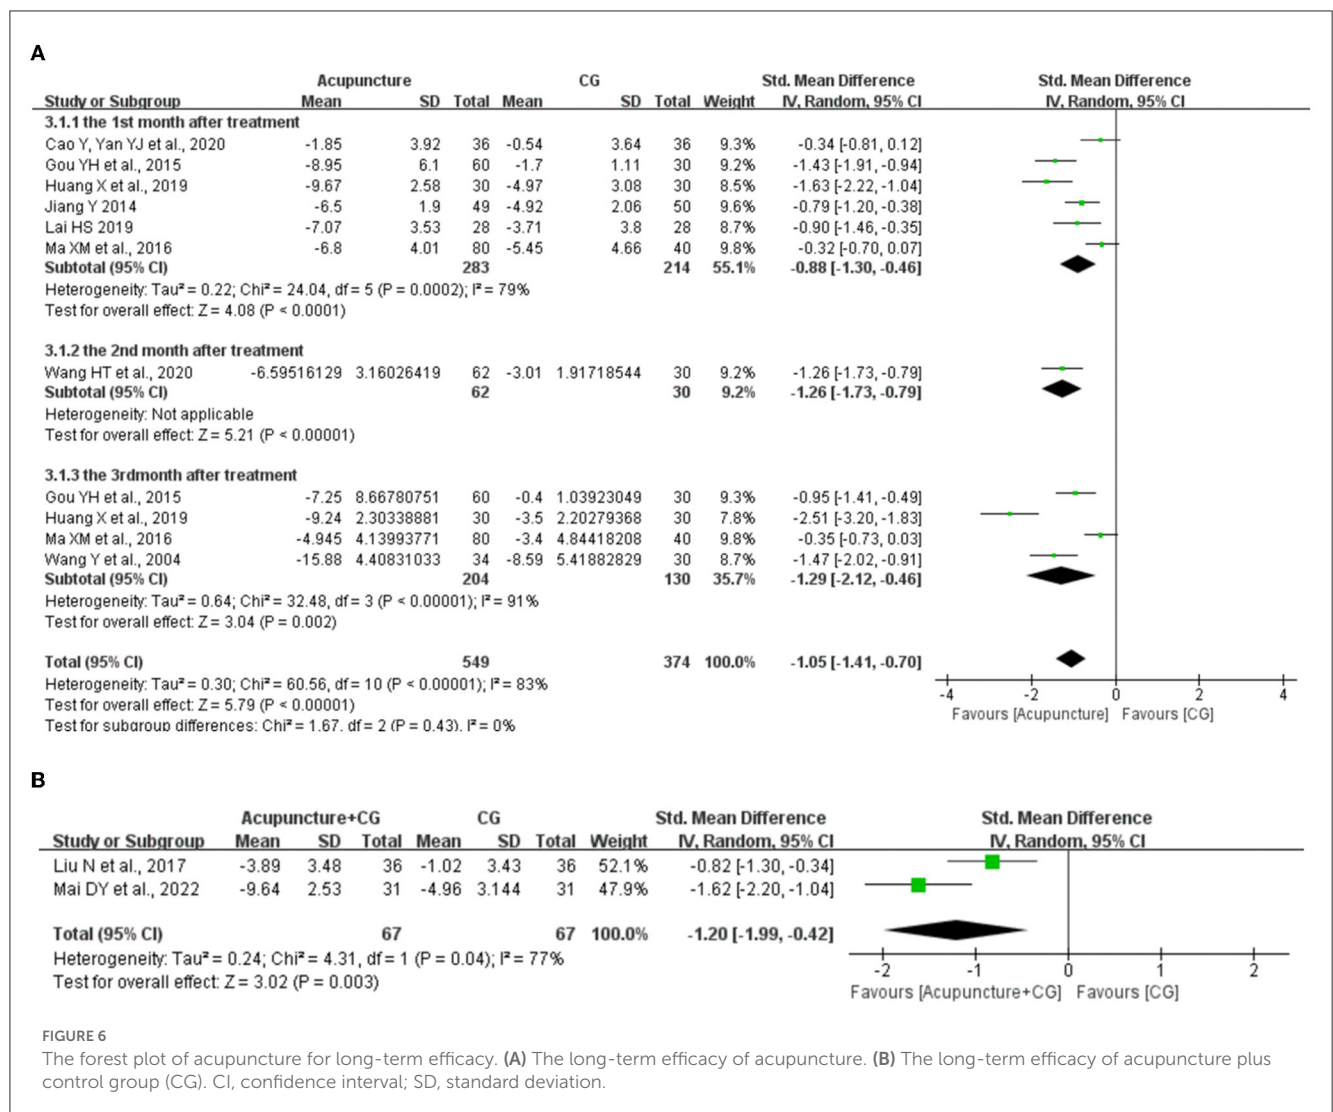 A
Acupuncture CG Std. Mean Difference Std. Mean Difference
Study or Subgroup Mean SD Total Mean SD Total Weight IV, Random, 95% CI IV, Random, 95% CI
3.1.1 the 1st month after treatment
Cao Y, Yan YJ et al., 2020 -1.85 3.92 36 -0.54 3.64 36 9.3% -0.34 [-0.81, 0.12]
Gou YH et al., 2015 -8.95 6.1 60 -1.7 1.11 30 9.2% -1.43 [-1.91, -0.94]
Huang X et al., 2019 -9.67 2.58 30 -4.97 3.08 30 8.5% -1.63 [-2.22, -1.04]
Jiang Y 2014 -6.5 1.9 49 -4.92 2.06 50 9.6% -0.79 [-1.20, -0.38]
Lai HS 2019 -7.07 3.53 28 -3.71 3.8 28 8.7% -0.90 [-1.46, -0.35]
Ma XM et al., 2016 -6.8 4.01 80 -5.45 4.66 40 9.8% -0.32 [-0.70, 0.07]
Subtotal (95% CI) 283 214 55.1% -0.88 [-1.30, -0.46]
Heterogeneity: Tau² = 0.22; Chi² = 24.04, df = 5 (P = 0.0002); I² = 79%
Test for overall effect: Z = 4.08 (P < 0.0001)
3.1.2 the 2nd month after treatment
Wang HT et al., 2020 -6.59516129 3.16026419 62 -3.01 1.91718544 30 9.2% -1.26 [-1.73, -0.79]
Subtotal (95% CI) 62 30 9.2% -1.26 [-1.73, -0.79]
Heterogeneity: Not applicable
Test for overall effect: Z = 5.21 (P < 0.00001)
3.1.3 the 3rdmonth after treatment
Gou YH et al., 2015 -7.25 8.66780751 60 -0.4 1.03923049 30 9.3% -0.95 [-1.41, -0.49]
Huang X et al., 2019 -9.24 2.30338881 30 -3.5 2.20279368 30 7.8% -2.51 [-3.20, -1.83]
Ma XM et al., 2016 -4.945 4.13993771 80 -3.4 4.84418208 40 9.8% -0.35 [-0.73, 0.03]
Wang Y et al., 2004 -15.88 4.40831033 34 -8.59 5.41882829 30 8.7% -1.47 [-2.02, -0.91]
Subtotal (95% CI) 204 130 35.7% -1.29 [-2.12, -0.46]
Heterogeneity: Tau² = 0.64; Chi² = 32.48, df = 3 (P < 0.00001); I² = 91%
Test for overall effect: Z = 3.04 (P = 0.002)
Total (95% CI) 549 374 100.0% -1.05 [-1.41, -0.70]
Heterogeneity: Tau² = 0.30; Chi² = 60.56, df = 10 (P < 0.00001); I² = 83%
Test for overall effect: Z = 5.79 (P < 0.00001)
Test for subgroup differences: Chi² = 1.67, df = 2 (P = 0.43), I² = 0%
-4 -2 0 2 4
Favours [Acupuncture] Favours [CG]
B
Acupuncture+CG CG Std. Mean Difference Std. Mean Difference
Study or Subgroup Mean SD Total Mean SD Total Weight IV, Random, 95% CI IV, Random, 95% CI
Liu N et al., 2017 -3.89 3.48 36 -1.02 3.43 36 52.1% -0.82 [-1.30, -0.34]
Mai DY et al., 2022 -9.64 2.53 31 -4.96 3.144 31 47.9% -1.62 [-2.20, -1.04]
Total (95% CI) 67 67 100.0% -1.20 [-1.99, -0.42]
Heterogeneity: Tau² = 0.24; Chi² = 4.31, df = 1 (P = 0.04); I² = 77%
Test for overall effect: Z = 3.02 (P = 0.003)
-2 -1 0 1 2
Favours [Acupuncture+CG] Favours [CG]
FIGURE 6
The forest plot of acupuncture for long-term efficacy. (A) The long-term efficacy of acupuncture. (B) The long-term efficacy of acupuncture plus
control group (CG). CI, confidence interval; SD, standard deviation.